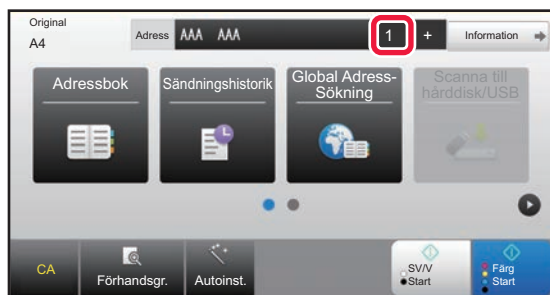 Original
A4
Adress AAA AAA 1 + Information
Adressbok
Sändningshistorik
Global Adress-
Sökning
Scanna till
hårddisk/USB
CA
Förhandsgr.
Autoinst.
SV/V
Start
Färg
Start